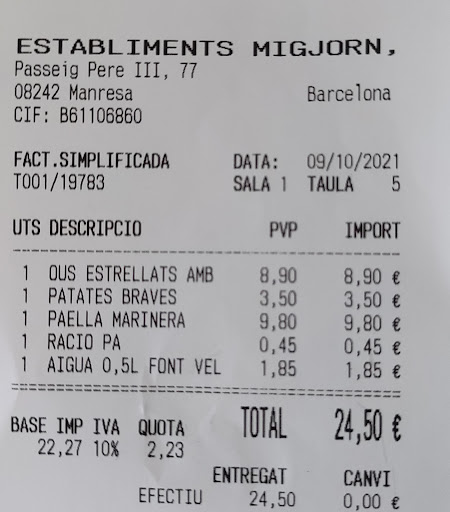 ESTABLIMENTS MIGJORN,
Passeig Pere III, 77
08242 Manresa Barcelona
CIF: B61106860
FACT.SIMPLIFICADA DATA: 09/10/2021
T001/19783 SALA 1 TAULA 5
UTS DESCRIPCIO PVP IMPORT
1 OUS ESTRELLATS AMB 8,90 8,90 €
1 PATATES BRAVES 3,50 3,50 €
1 PAELLA MARINERA 9,80 9,80 €
1 RACIO PA 0,45 0,45 €
1 AIGUA 0,5L FONT VEL 1,85 1,85 €
BASE IMP IVA QUOTA TOTAL 24,50 €
22,27 10% 2,23
ENTREGAT CANVI
EFECTIU 24,50 0,00 €